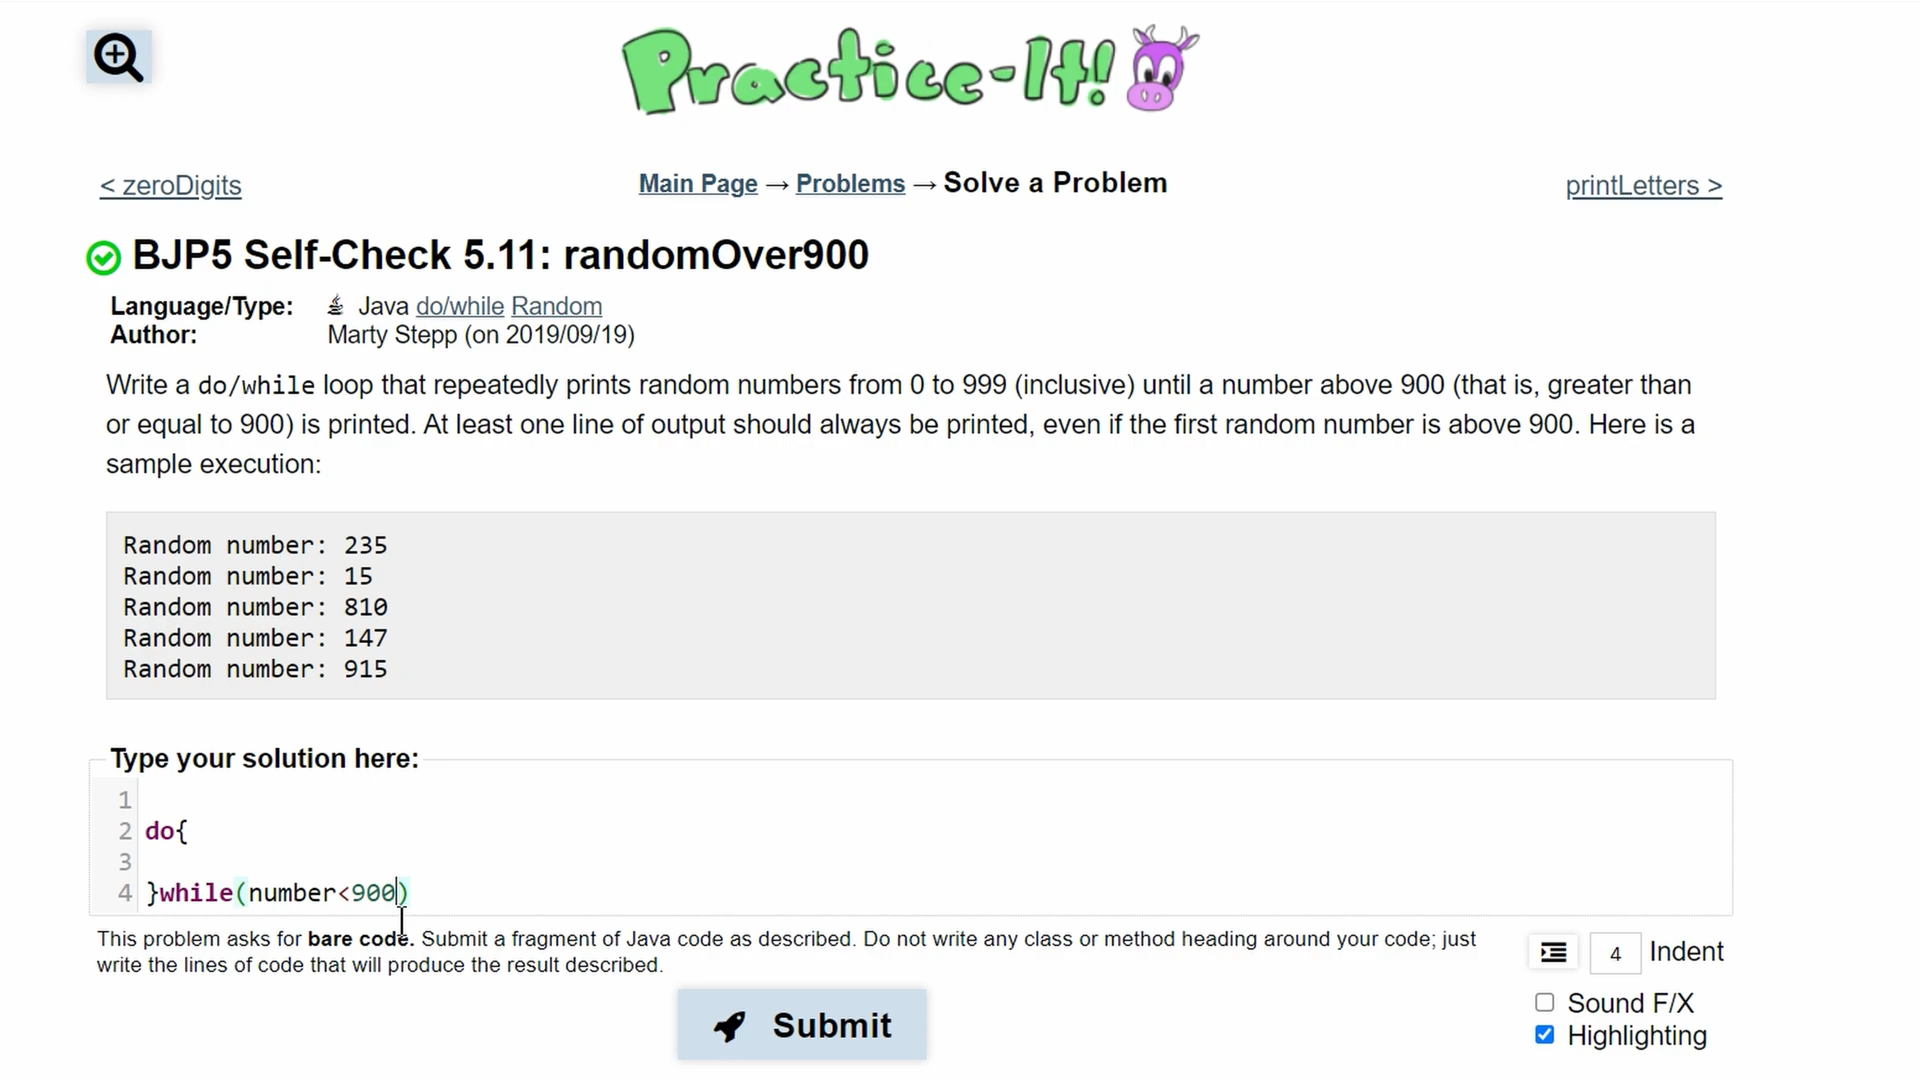 Practice-It!
< zeroDigits
Main Page → Problems → Solve a Problem
printLetters >
BJP5 Self-Check 5.11: randomOver900
Language/Type: Java do/while Random
Author: Marty Stepp (on 2019/09/19)
Write a do/while loop that repeatedly prints random numbers from 0 to 999 (inclusive) until a number above 900 (that is, greater than
or equal to 900) is printed. At least one line of output should always be printed, even if the first random number is above 900. Here is a
sample execution:
Random number: 235
Random number: 15
Random number: 810
Random number: 147
Random number: 915
Type your solution here:
1
2 do{
3
4 }while(number<900)
This problem asks for bare code. Submit a fragment of Java code as described. Do not write any class or method heading around your code; just
write the lines of code that will produce the result described.
4 Indent
Sound F/X
Highlighting
Submit